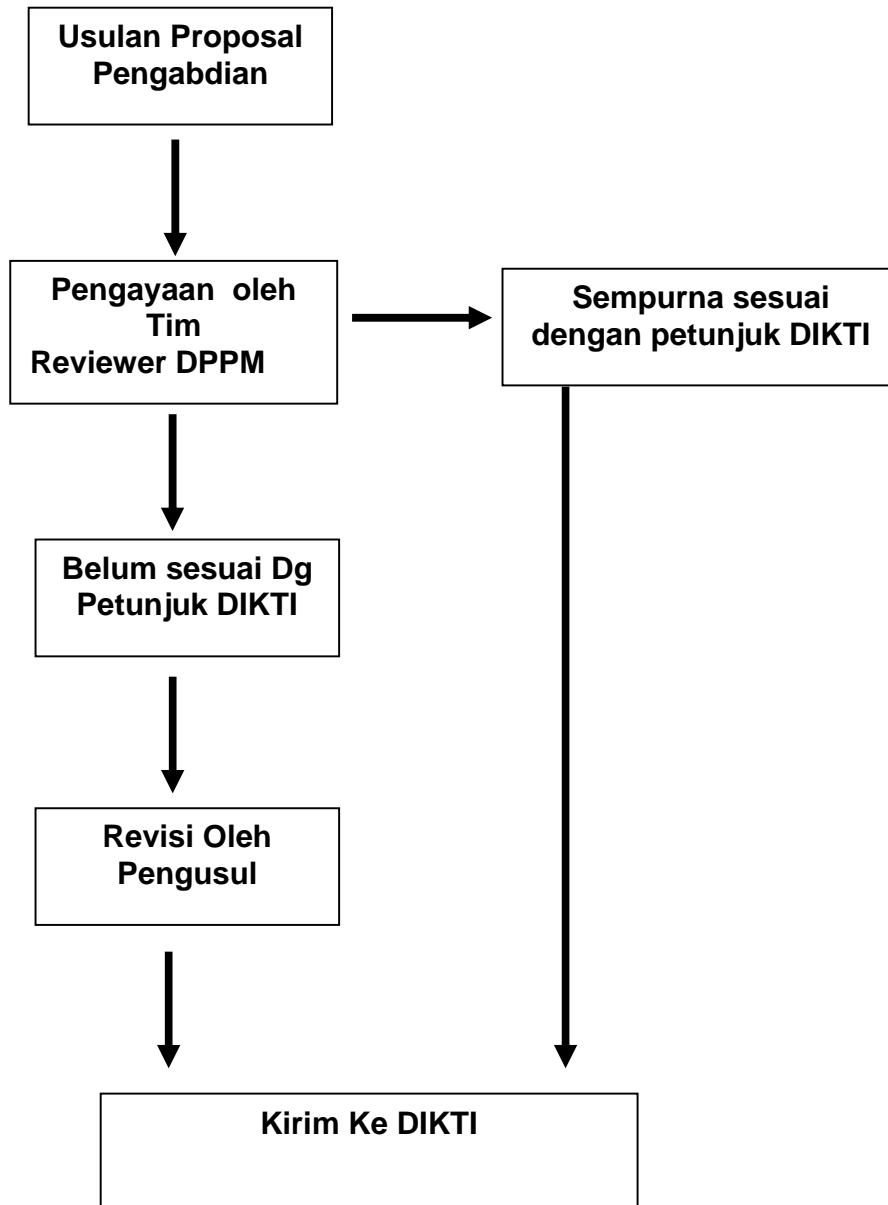 Usulan Proposal
Pengabdian
Pengayaan oleh
Tim
Reviewer DPPM
Sempurna sesuai
dengan petunjuk DIKTI
Belum sesuai Dg
Petunjuk DIKTI
Revisi Oleh
Pengusul
Kirim Ke DIKTI